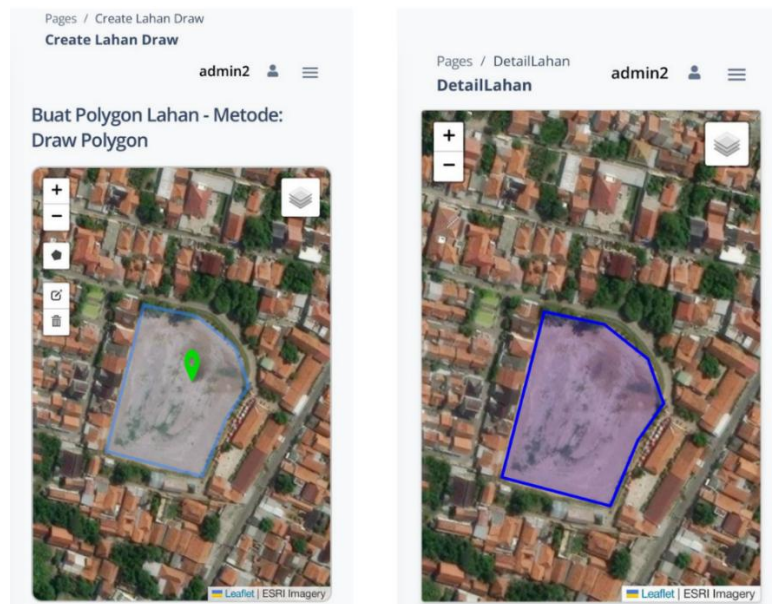 Pages / Create Lahan Draw
Create Lahan Draw
admin2
Buat Polygon Lahan - Metode:
Draw Polygon
+
−
Leaflet | ESRI Imagery
Pages / DetailLahan
DetailLahan
admin2
+
−
Leaflet | ESRI Imagery